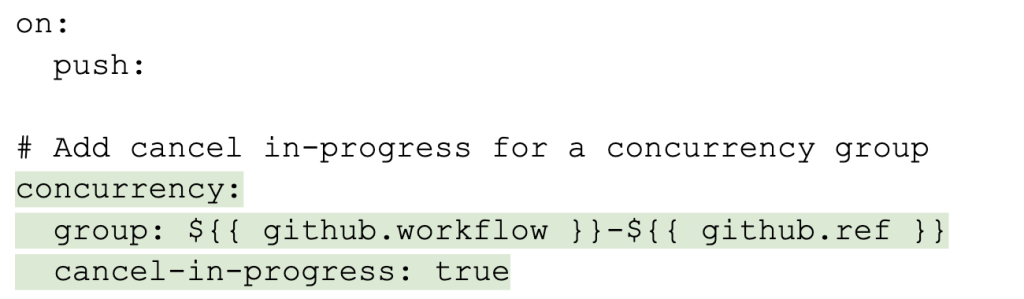 on:
  push:

# Add cancel in-progress for a concurrency group
concurrency:
  group: ${{ github.workflow }}-${{ github.ref }}
  cancel-in-progress: true